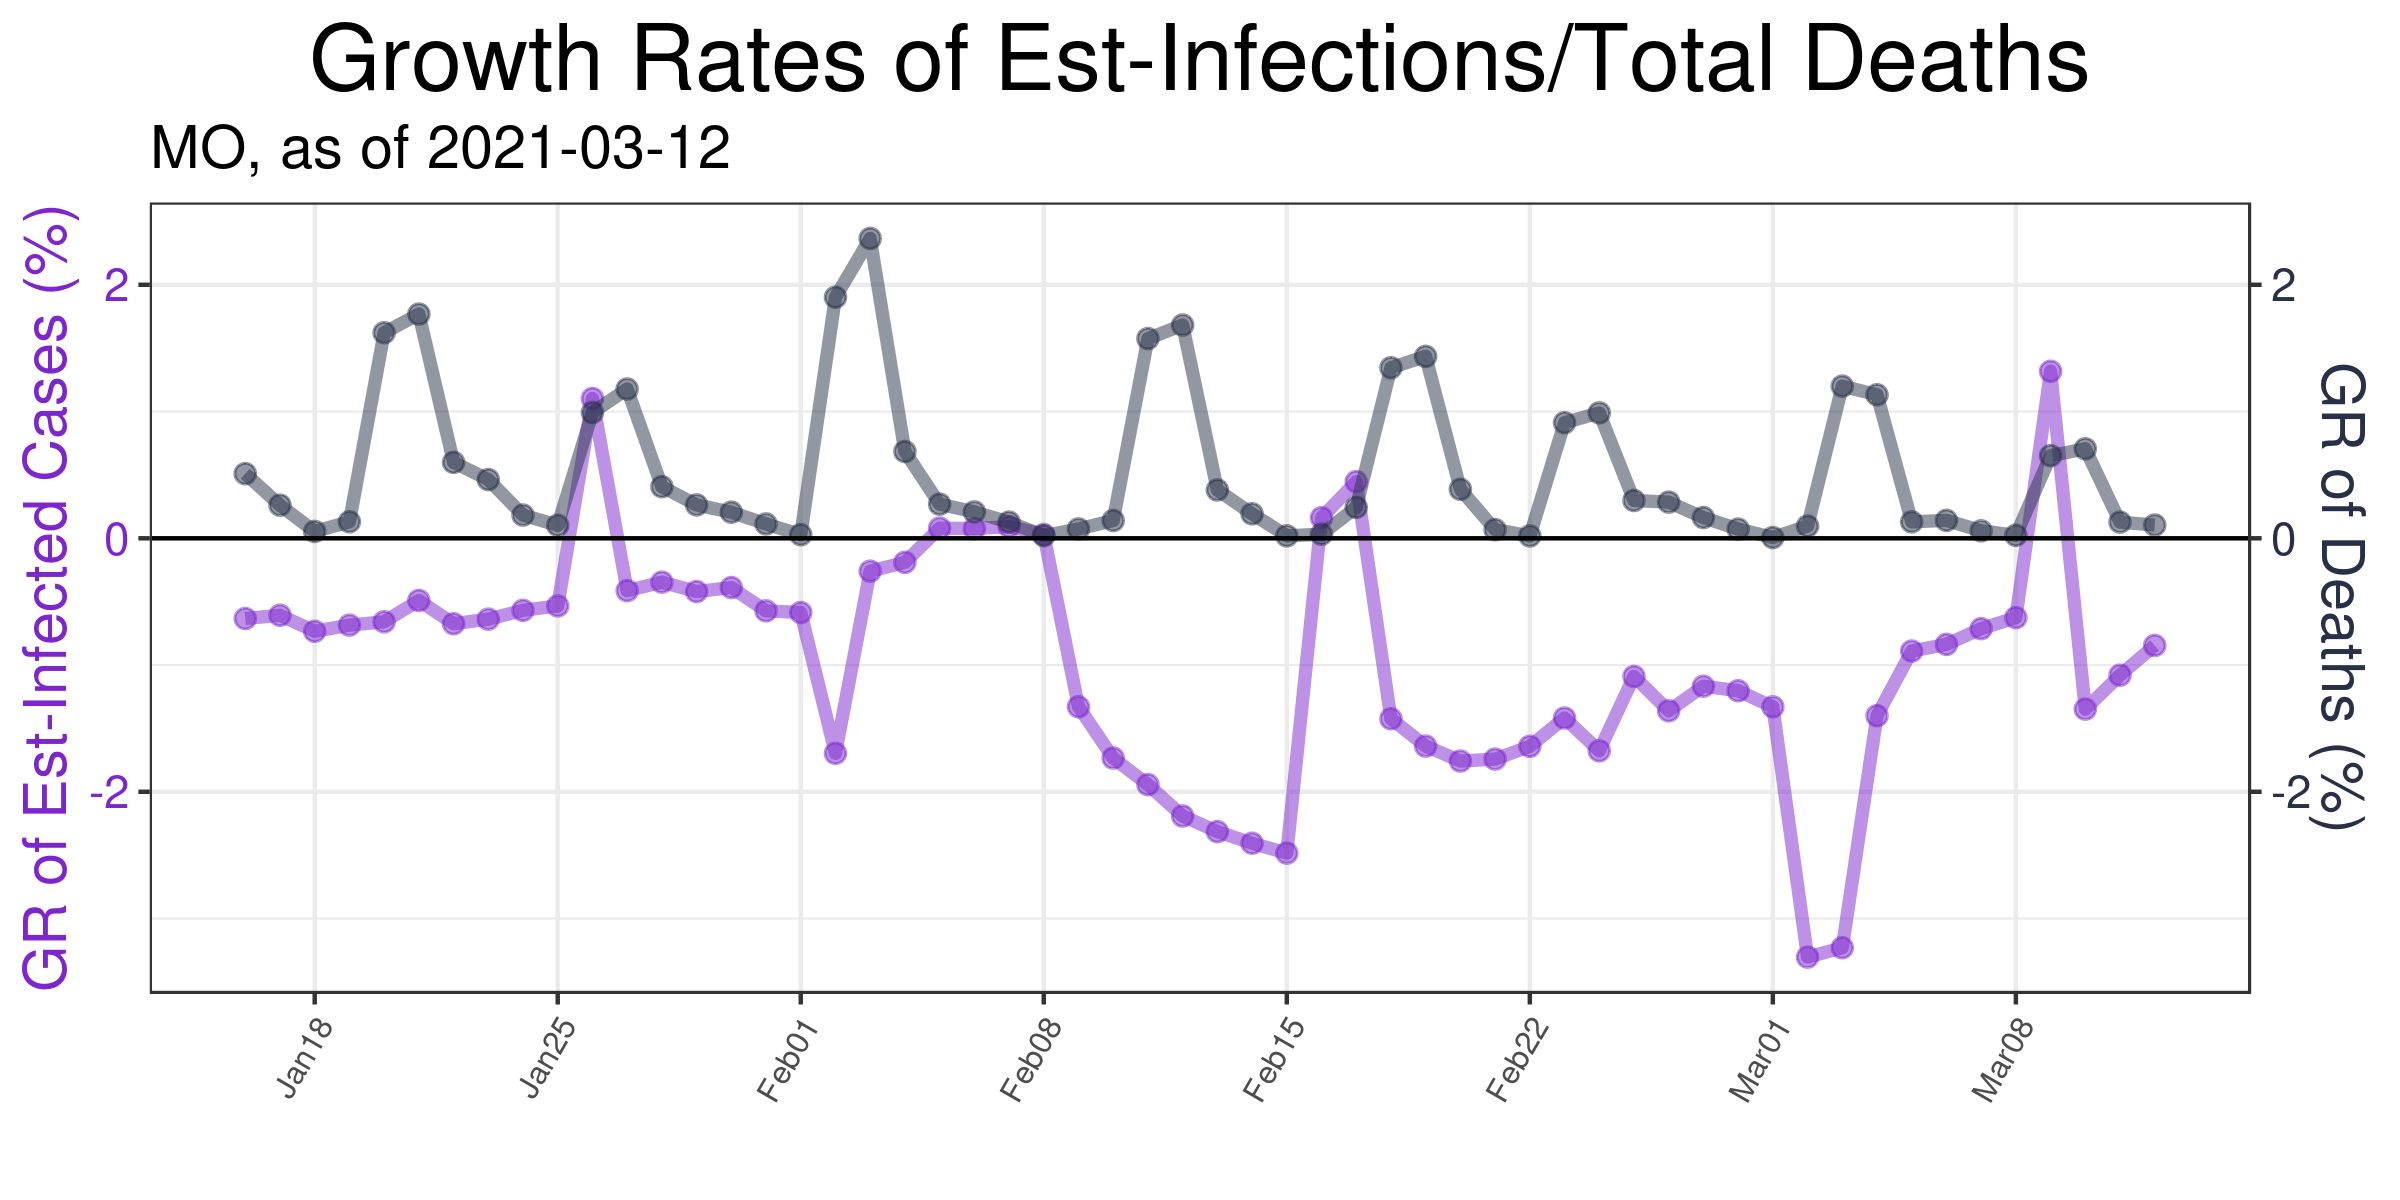 Growth Rates of Est-Infections/Total Deaths
MO, as of 2021-03-12
GR of Est-Infected Cases (%)
2
0
-2
2
0
-2
GR of Deaths (%)
Jan18
Jan25
Feb01
Feb08
Feb15
Feb22
Mar01
Mar08